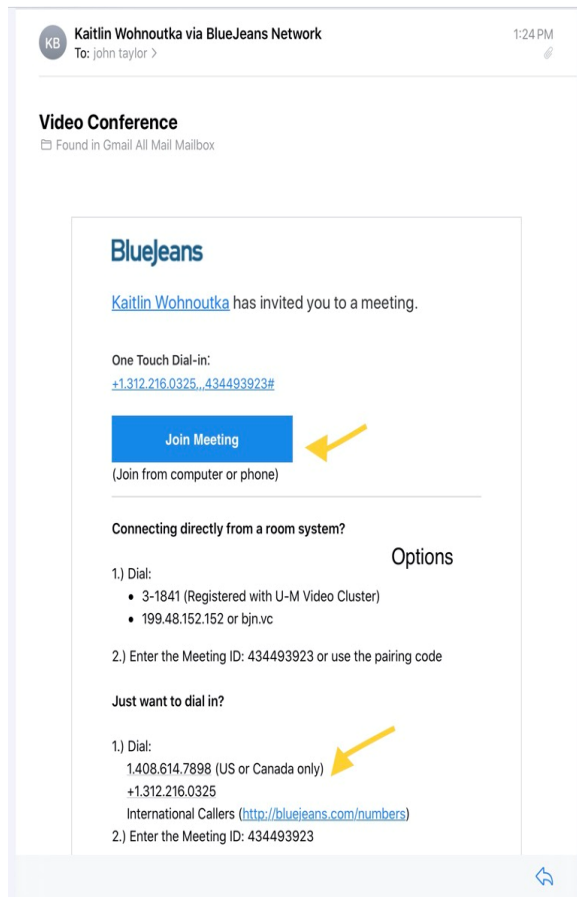 KB
Kaitlin Wohnoutka via BlueJeans Network
1:24 PM
To: john taylor >
Video Conference
Found in Gmail All Mail Mailbox
BlueJeans
Kaitlin Wohnoutka has invited you to a meeting.
One Touch Dial-in:
+1.312.216.0325,,,434493923#
Join Meeting
(Join from computer or phone)
Connecting directly from a room system?
Options
1.) Dial:
• 3-1841 (Registered with U-M Video Cluster)
• 199.48.152.152 or bjn.vc
2.) Enter the Meeting ID: 434493923 or use the pairing code
Just want to dial in?
1.) Dial:
1.408.614.7898 (US or Canada only)
+1.312.216.0325
International Callers (http://bluejeans.com/numbers)
2.) Enter the Meeting ID: 434493923